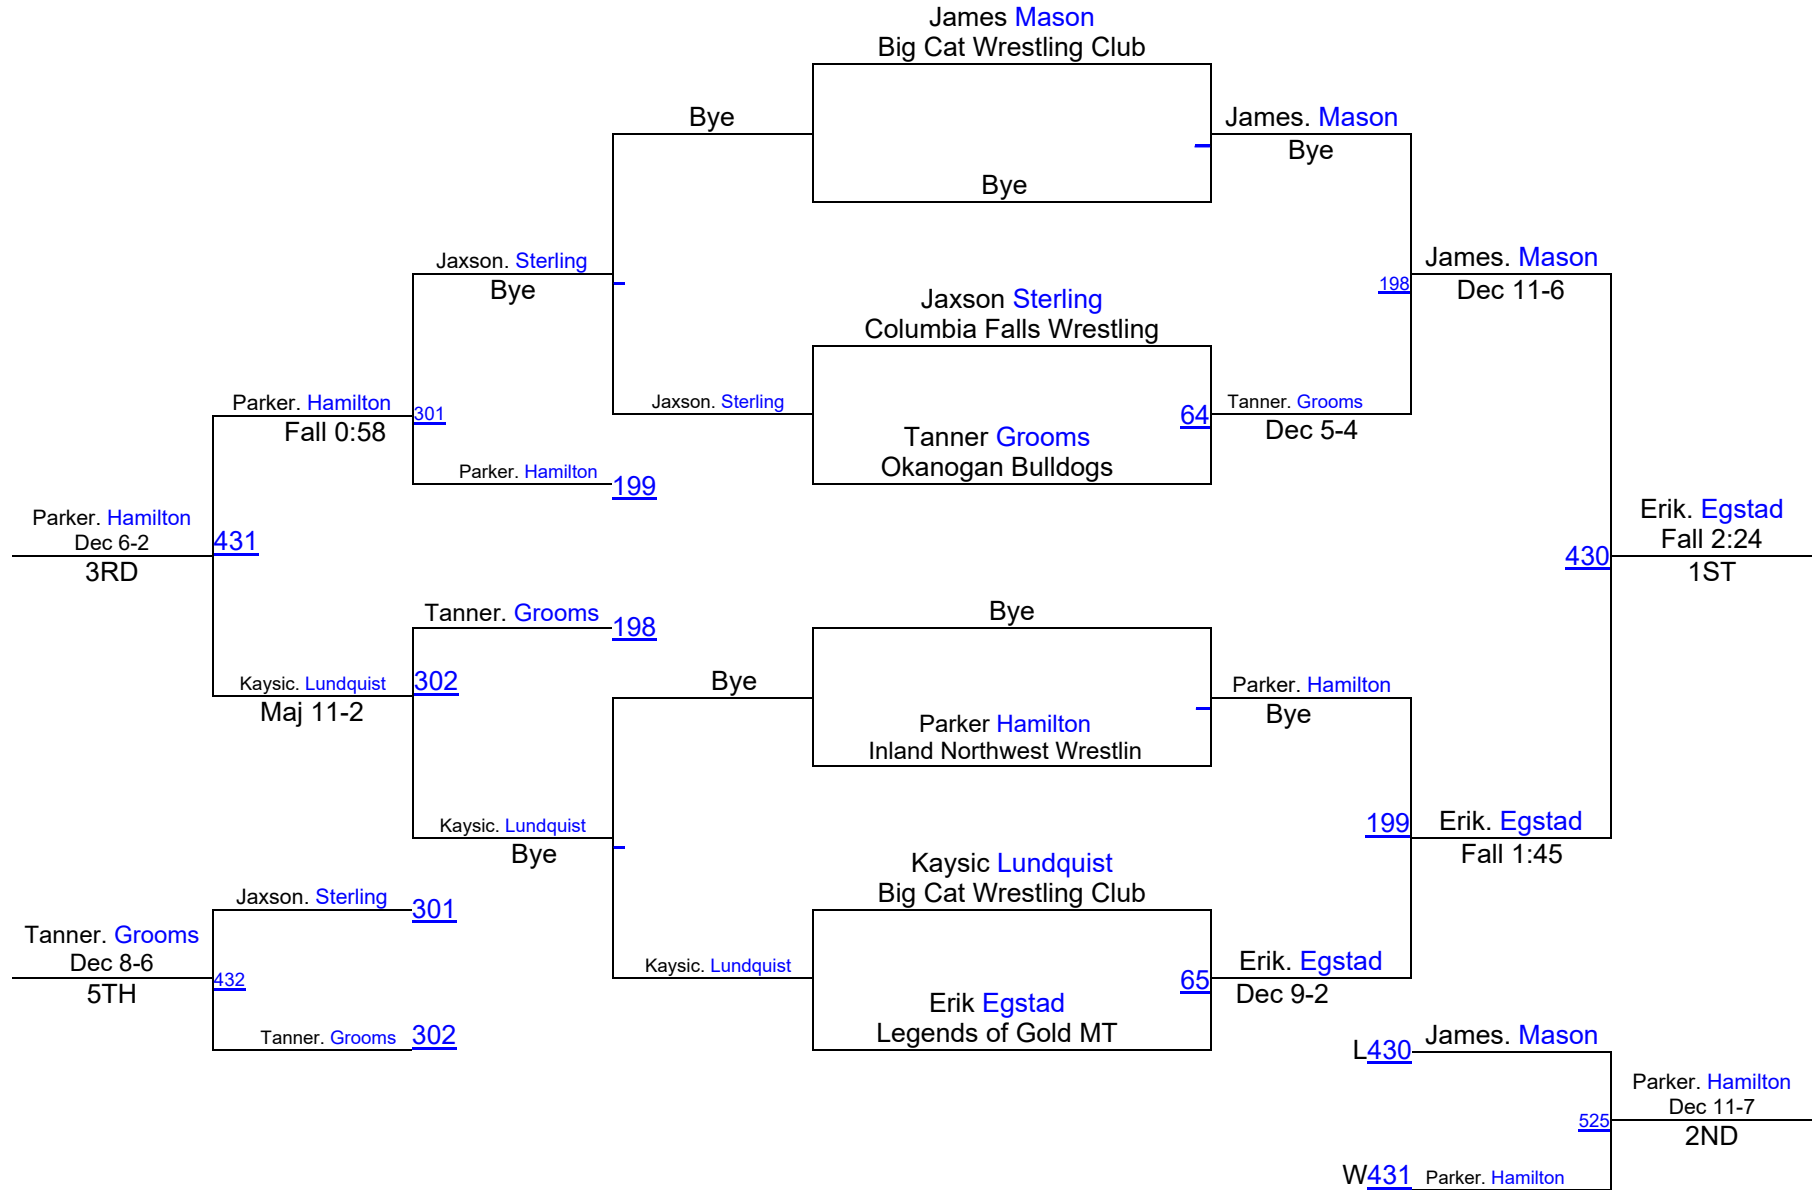 James Mason
Big Cat Wrestling Club
Bye
James. Mason
Bye
Bye
Jaxson. Sterling
Bye
James. Mason
198
Dec 11-6
Jaxson Sterling
Columbia Falls Wrestling
Parker. Hamilton
301
Fall 0:58
Jaxson. Sterling
64
Tanner. Grooms
Dec 5-4
Tanner Grooms
Okanogan Bulldogs
Parker. Hamilton
199
Parker. Hamilton
Dec 6-2
431
3RD
Erik. Egstad
Fall 2:24
430
1ST
Tanner. Grooms
198
Bye
Kaysic. Lundquist
302
Maj 11-2
Bye
Parker. Hamilton
Bye
Parker Hamilton
Inland Northwest Wrestlin
Kaysic. Lundquist
Bye
199
Erik. Egstad
Fall 1:45
Kaysic Lundquist
Big Cat Wrestling Club
Jaxson. Sterling
301
Tanner. Grooms
Dec 8-6
432
5TH
Kaysic. Lundquist
65
Erik. Egstad
Dec 9-2
Erik Egstad
Legends of Gold MT
Tanner. Grooms
302
L430
James. Mason
Parker. Hamilton
Dec 11-7
525
2ND
W431
Parker. Hamilton